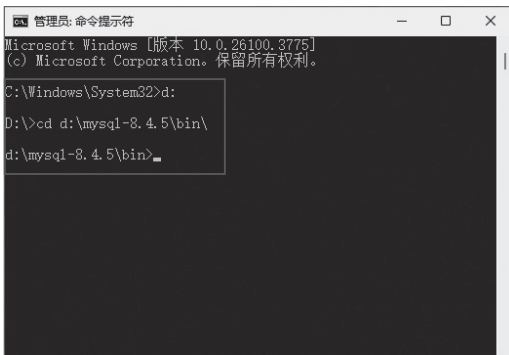 管理员: 命令提示符
Microsoft Windows [版本 10.0.26100.3775]
(c) Microsoft Corporation。保留所有权利。
C:\Windows\System32>d:
D:\>cd d:\mysql-8.4.5\bin\
d:\mysql-8.4.5\bin>